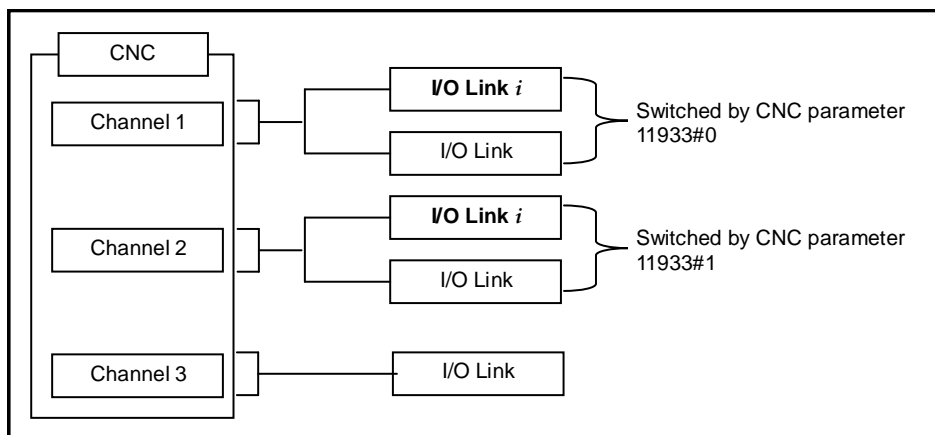 CNC
Channel 1
I/O Link i
I/O Link
Switched by CNC parameter
11933#0
Channel 2
I/O Link i
I/O Link
Switched by CNC parameter
11933#1
Channel 3
I/O Link